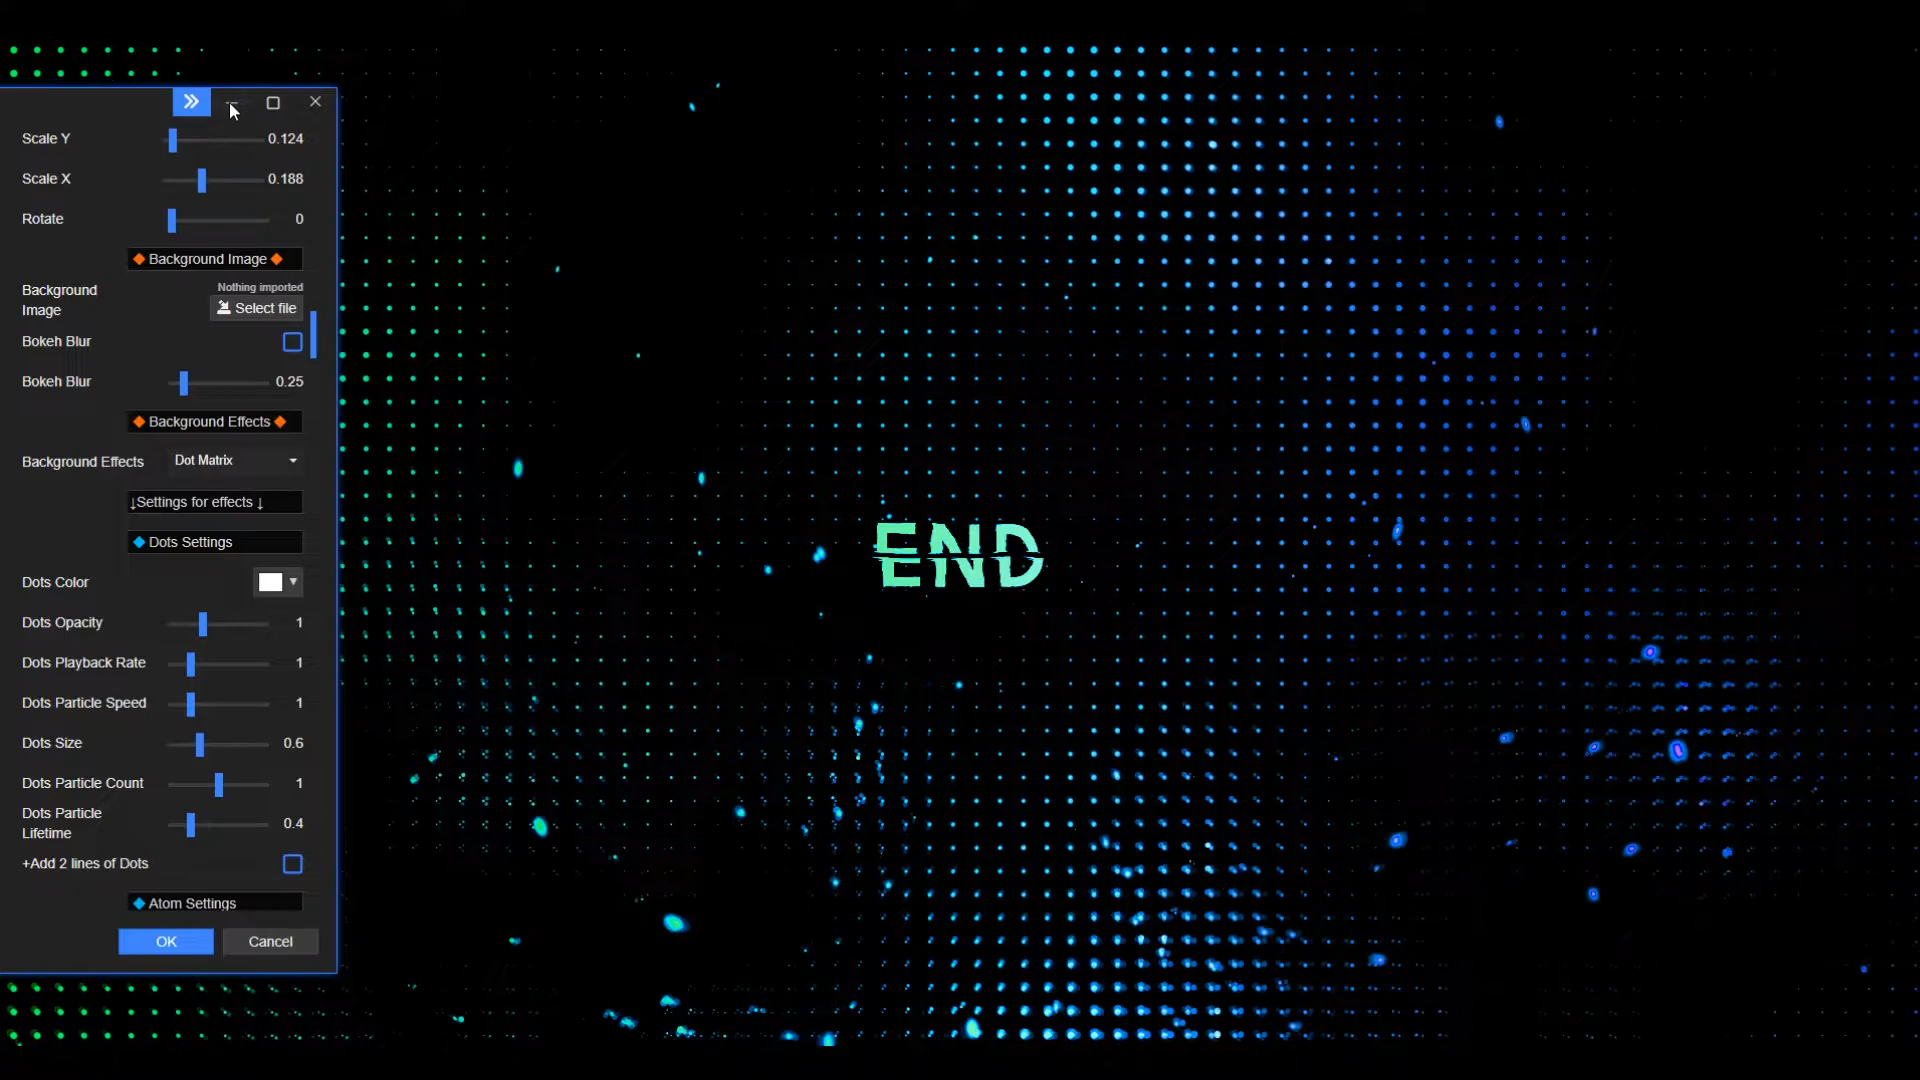 Scale Y 0.124
Scale X 0.188
Rotate 0
Background Image
Background Image Nothing imported
Select file
Bokeh Blur
Bokeh Blur 0.25
Background Effects
Background Effects Dot Matrix
↓Settings for effects ↓
Dots Settings
Dots Color
Dots Opacity 1
Dots Playback Rate 1
Dots Particle Speed 1
Dots Size 0.6
Dots Particle Count 1
Dots Particle
Lifetime 0.4
+Add 2 lines of Dots
Atom Settings
OK Cancel
END